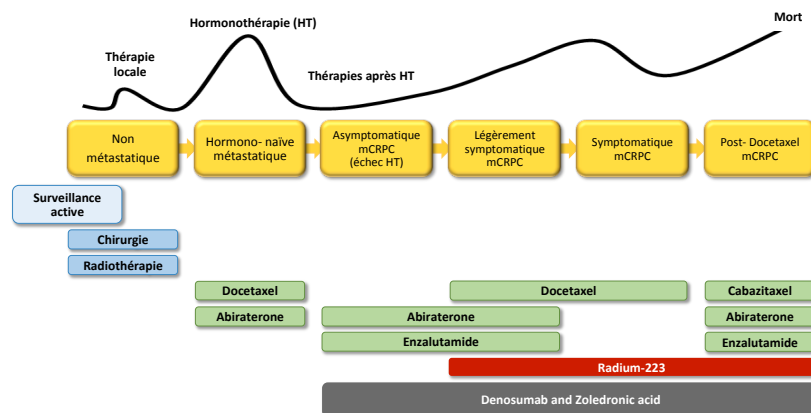 Mort
Hormonothérapie (HT)
Thérapie
locale
Thérapies après HT
Non
métastatique
Hormono- naïve
métastatique
Asymptomatique
mCRPC
(échec HT)
Légèrement
symptomatique
mCRPC
Symptomatique
mCRPC
Post- Docetaxel
mCRPC
Surveillance
active
Chirurgie
Radiothérapie
Docetaxel
Docetaxel
Cabazitaxel
Abiraterone
Abiraterone
Abiraterone
Enzalutamide
Enzalutamide
Radium-223
Denosumab and Zoledronic acid